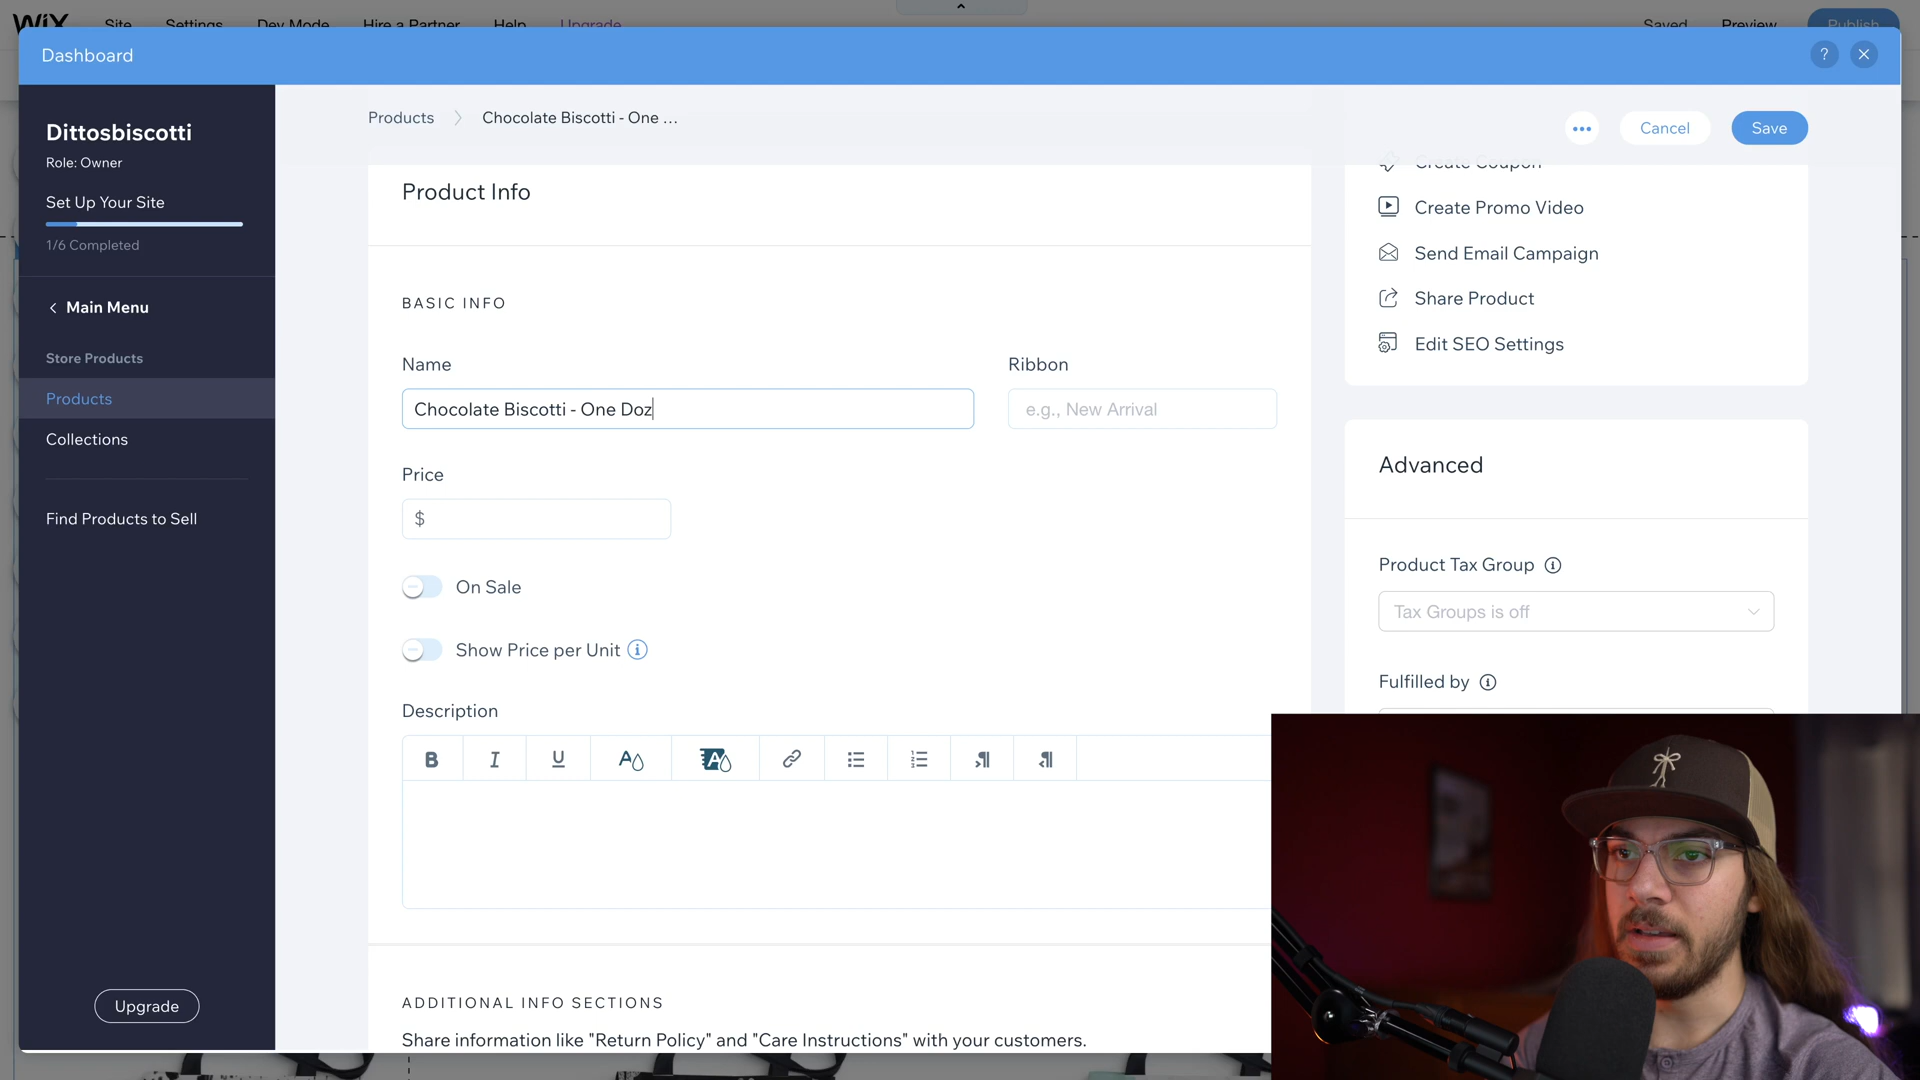 WiX Site Settings Dev Mode Hire a Partner Help Upgrade Saved Preview Publish
Dashboard
?
Dittosbiscotti
Role: Owner
Set Up Your Site
1/6 Completed
Main Menu
Store Products
Products
Collections
Find Products to Sell
Upgrade
Products Chocolate Biscotti - One ...
Cancel
Save
Product Info
BASIC INFO
Name
Chocolate Biscotti - One Doz
Ribbon
e.g., New Arrival
Price
$
On Sale
Show Price per Unit
Description
B I U A A
ADDITIONAL INFO SECTIONS
Share information like "Return Policy" and "Care Instructions" with your customers.
Create Coupon
Create Promo Video
Send Email Campaign
Share Product
Edit SEO Settings
Advanced
Product Tax Group
Tax Groups is off
Fulfilled by